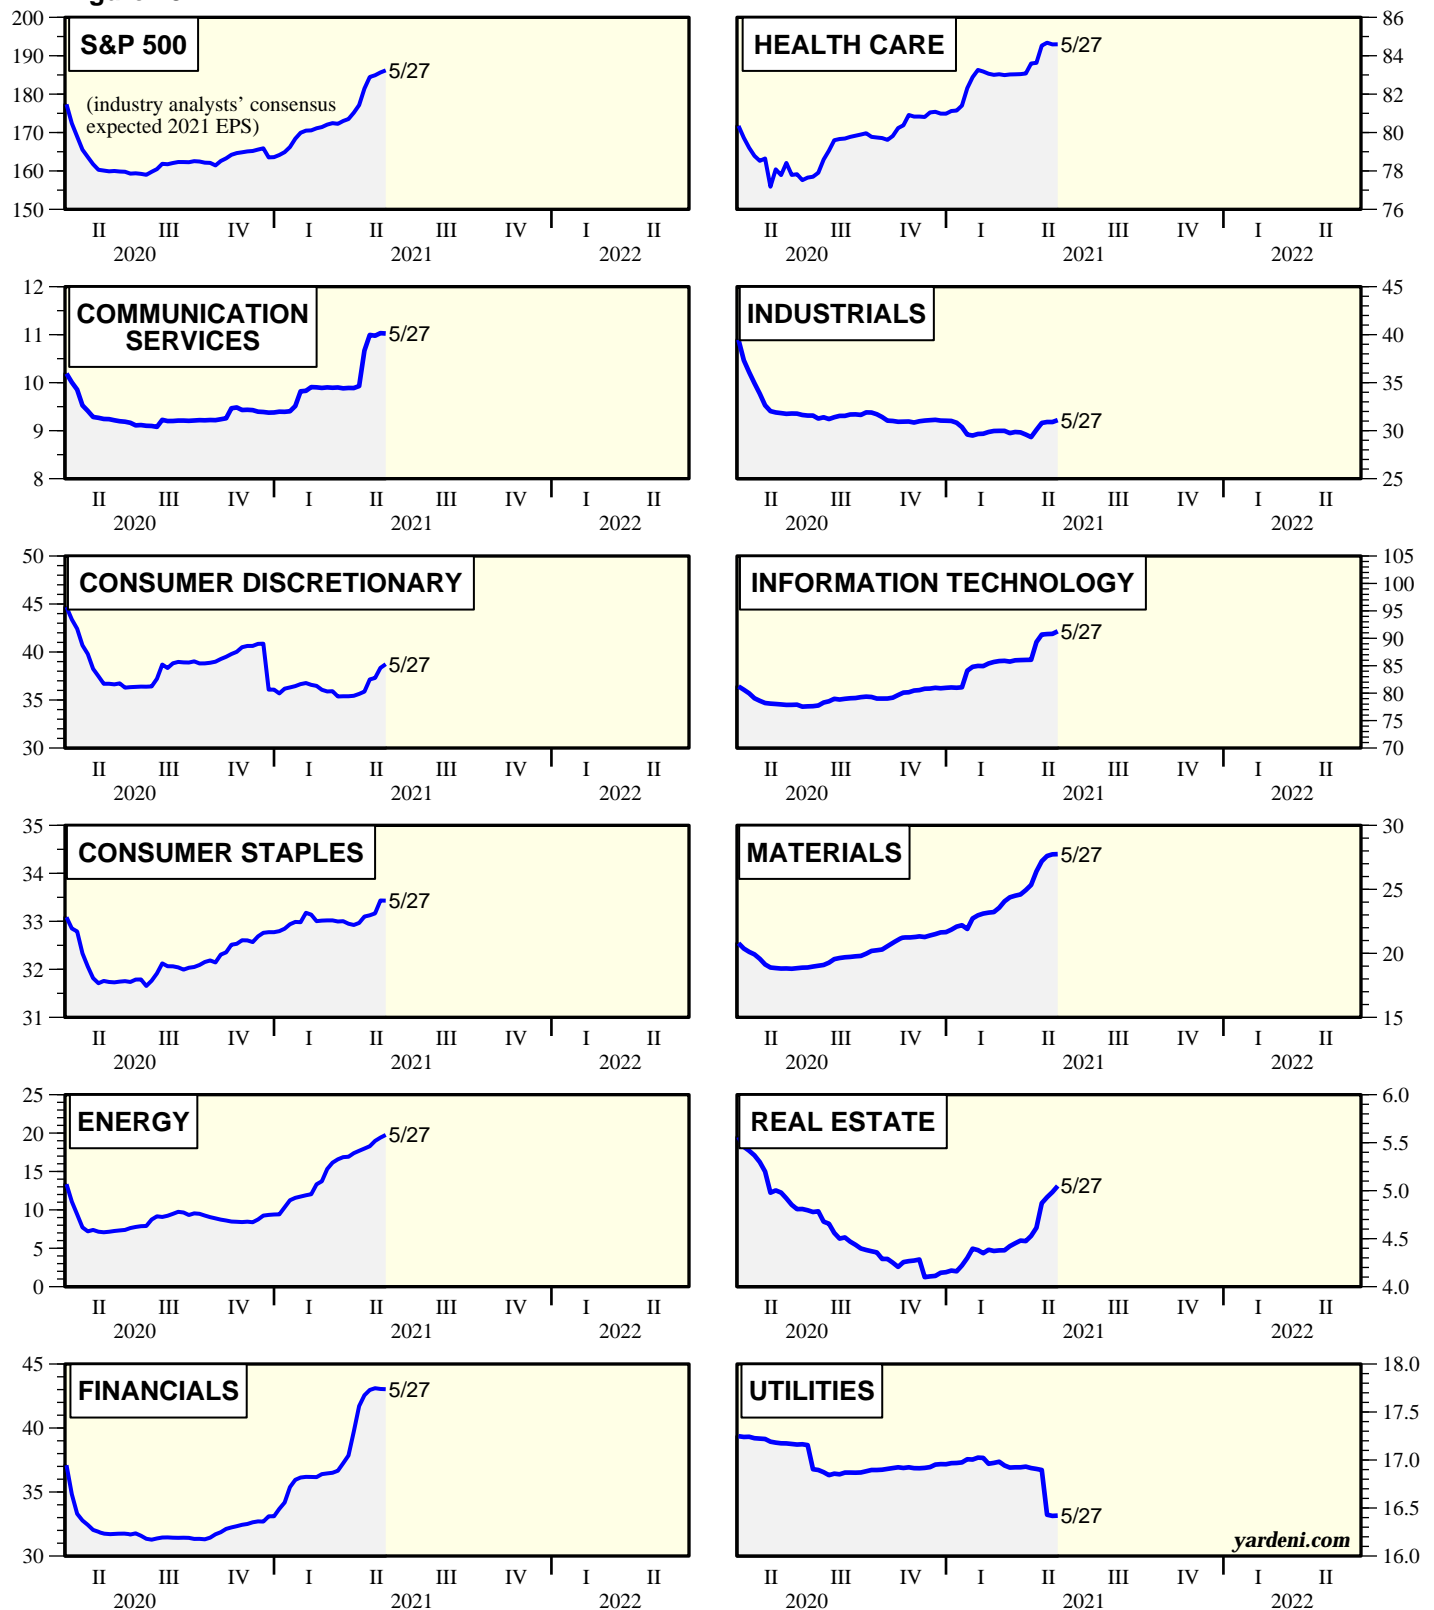 S&P 500
(industry analysts' consensus
expected 2021 EPS)
5/27
200
190
180
170
160
150
II III IV I II III IV I II
2020 2021 2022
HEALTH CARE
5/27
86
84
82
80
78
76
II III IV I II III IV I II
2020 2021 2022
COMMUNICATION
SERVICES
5/27
12
11
10
9
8
II III IV I II III IV I II
2020 2021 2022
INDUSTRIALS
5/27
45
40
35
30
25
II III IV I II III IV I II
2020 2021 2022
CONSUMER DISCRETIONARY
5/27
50
45
40
35
30
II III IV I II III IV I II
2020 2021 2022
INFORMATION TECHNOLOGY
5/27
105
100
95
90
85
80
75
70
II III IV I II III IV I II
2020 2021 2022
CONSUMER STAPLES
5/27
35
34
33
32
31
II III IV I II III IV I II
2020 2021 2022
MATERIALS
5/27
30
25
20
15
II III IV I II III IV I II
2020 2021 2022
ENERGY
5/27
25
20
15
10
5
0
II III IV I II III IV I II
2020 2021 2022
REAL ESTATE
5/27
6.0
5.5
5.0
4.5
4.0
II III IV I II III IV I II
2020 2021 2022
FINANCIALS
5/27
45
40
35
30
II III IV I II III IV I II
2020 2021 2022
UTILITIES
5/27
18.0
17.5
17.0
16.5
16.0
yardeni.com
II III IV I II III IV I II
2020 2021 2022